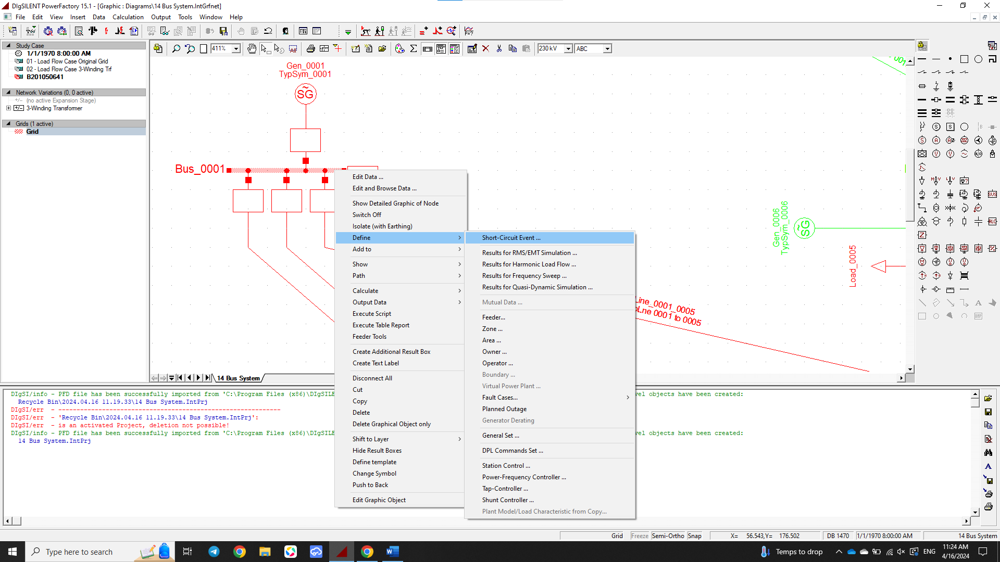 DIgSILENT PowerFactory 15.1 - [Graphic : Diagrams\14 Bus System.IntGrfnet]
File Edit View Insert Data Calculation Output Tools Window Help
411%
230 kV
ABC
Study Case
1/1/1970 8:00:00 AM
01 - Load Flow Case Original Grid
02 - Load Flow Case 3-Winding Trf
B201050641
Network Variations (0, 0 active)
(no active Expansion Stage)
3-Winding Transformer
Grids (1 active)
Grid
Gen_0001
TypSym_0001
SG
Bus_0001
Gen_0006
TypSym_0006
SG
Load_0005
Line_0001_0005
Lne 0001 to 0005
001
Edit Data ...
Edit and Browse Data ...
Show Detailed Graphic of Node
Switch Off
Isolate (with Earthing)
Define
Add to
Show
Path
Calculate
Output Data
Execute Script
Execute Table Report
Feeder Tools
Create Additional Result Box
Create Text Label
Disconnect All
Cut
Copy
Delete
Delete Graphical Object only
Shift to Layer
Hide Result Boxes
Define template
Change Symbol
Push to Back
Edit Graphic Object
Short-Circuit Event ...
Results for RMS/EMT Simulation ...
Results for Harmonic Load Flow ...
Results for Frequency Sweep ...
Results for Quasi-Dynamic Simulation ...
Mutual Data ...
Feeder...
Zone ...
Area ...
Owner ...
Operator ...
Boundary ...
Virtual Power Plant ...
Fault Cases...
Planned Outage
Generator Derating
General Set ...
DPL Commands Set ...
Station Control ...
Power-Frequency Controller ...
Tap-Controller ...
Shunt Controller ...
Plant Model/Load Characteristic from Copy...
14 Bus System
DIgSI/info - PFD file has been successfully imported from 'C:\Program Files (x86)\DIgSILE vel objects have been created:
Recycle Bin\2024.04.16 11.19.33\14 Bus System.IntPrj
DIgSI/err - ----------------------------------------------------------
DIgSI/err - 'Recycle Bin\2024.04.16 11.19.33\14 Bus System.IntPrj':
DIgSI/err - is an activated Project, deletion not possible!
DIgSI/info - PFD file has been successfully imported from 'C:\Program Files (x86)\DIgSILE vel objects have been created:
14 Bus System.IntPrj
Grid Freeze Semi-Ortho Snap X= 56.543,Y= 176.502 DB 1470 1/1/1970 8:00:00 AM 14 Bus System
Type here to search
Temps to drop
ENG
11:24 AM
4/16/2024